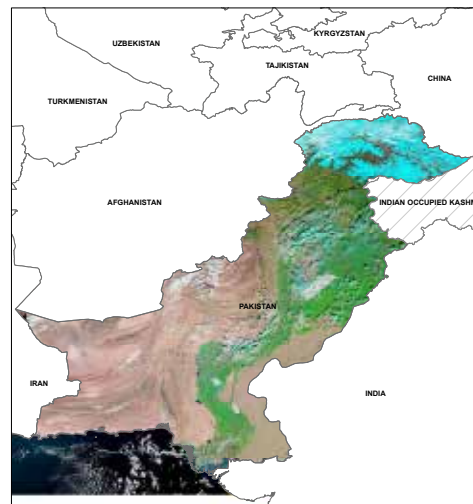 UZBEKISTAN
KYRGYZSTAN
TAJIKISTAN
CHINA
TURKMENISTAN
AFGHANISTAN
INDIAN OCCUPIED KASHM
PAKISTAN
IRAN
INDIA